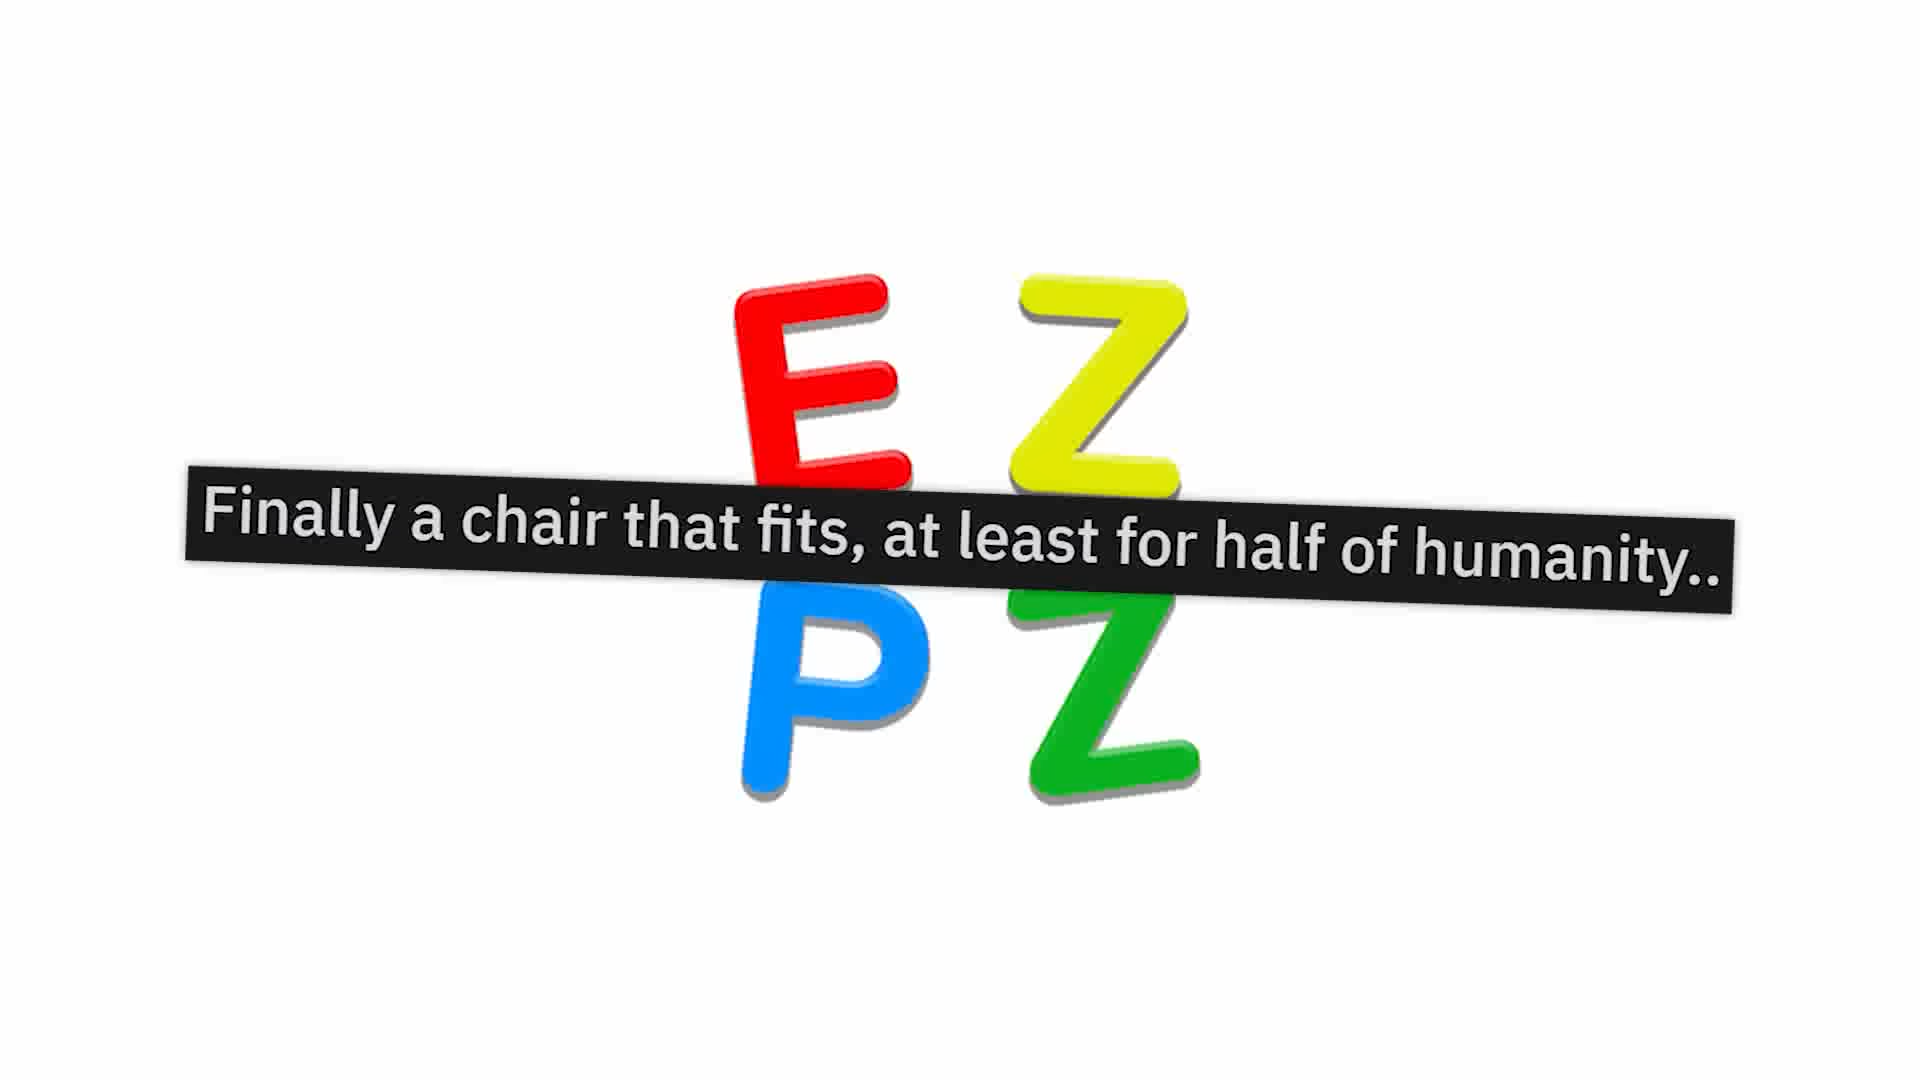 E Z
Finally a chair that fits, at least for half of humanity..
P Z